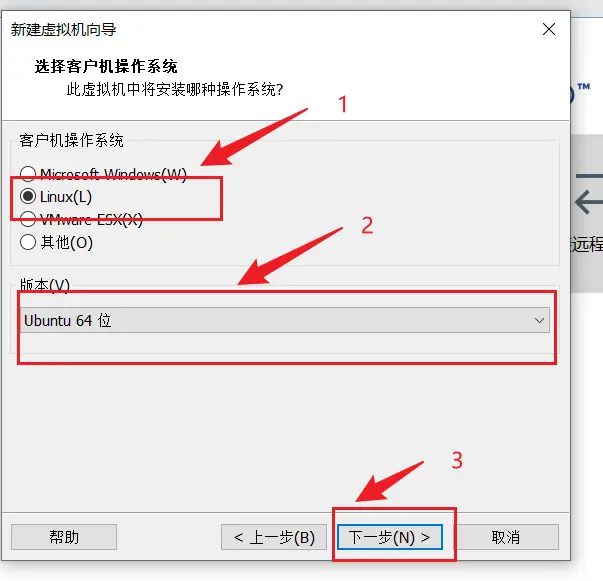 新建虚拟机向导
选择客户机操作系统
此虚拟机中将安装哪种操作系统?
1
客户机操作系统
Microsoft Windows(W)
Linux(L)
VMware ESX(X)
其他(O)
2
版本(V)
Ubuntu 64 位
3
帮助
< 上一步(B)
下一步(N) >
取消
TM
远程